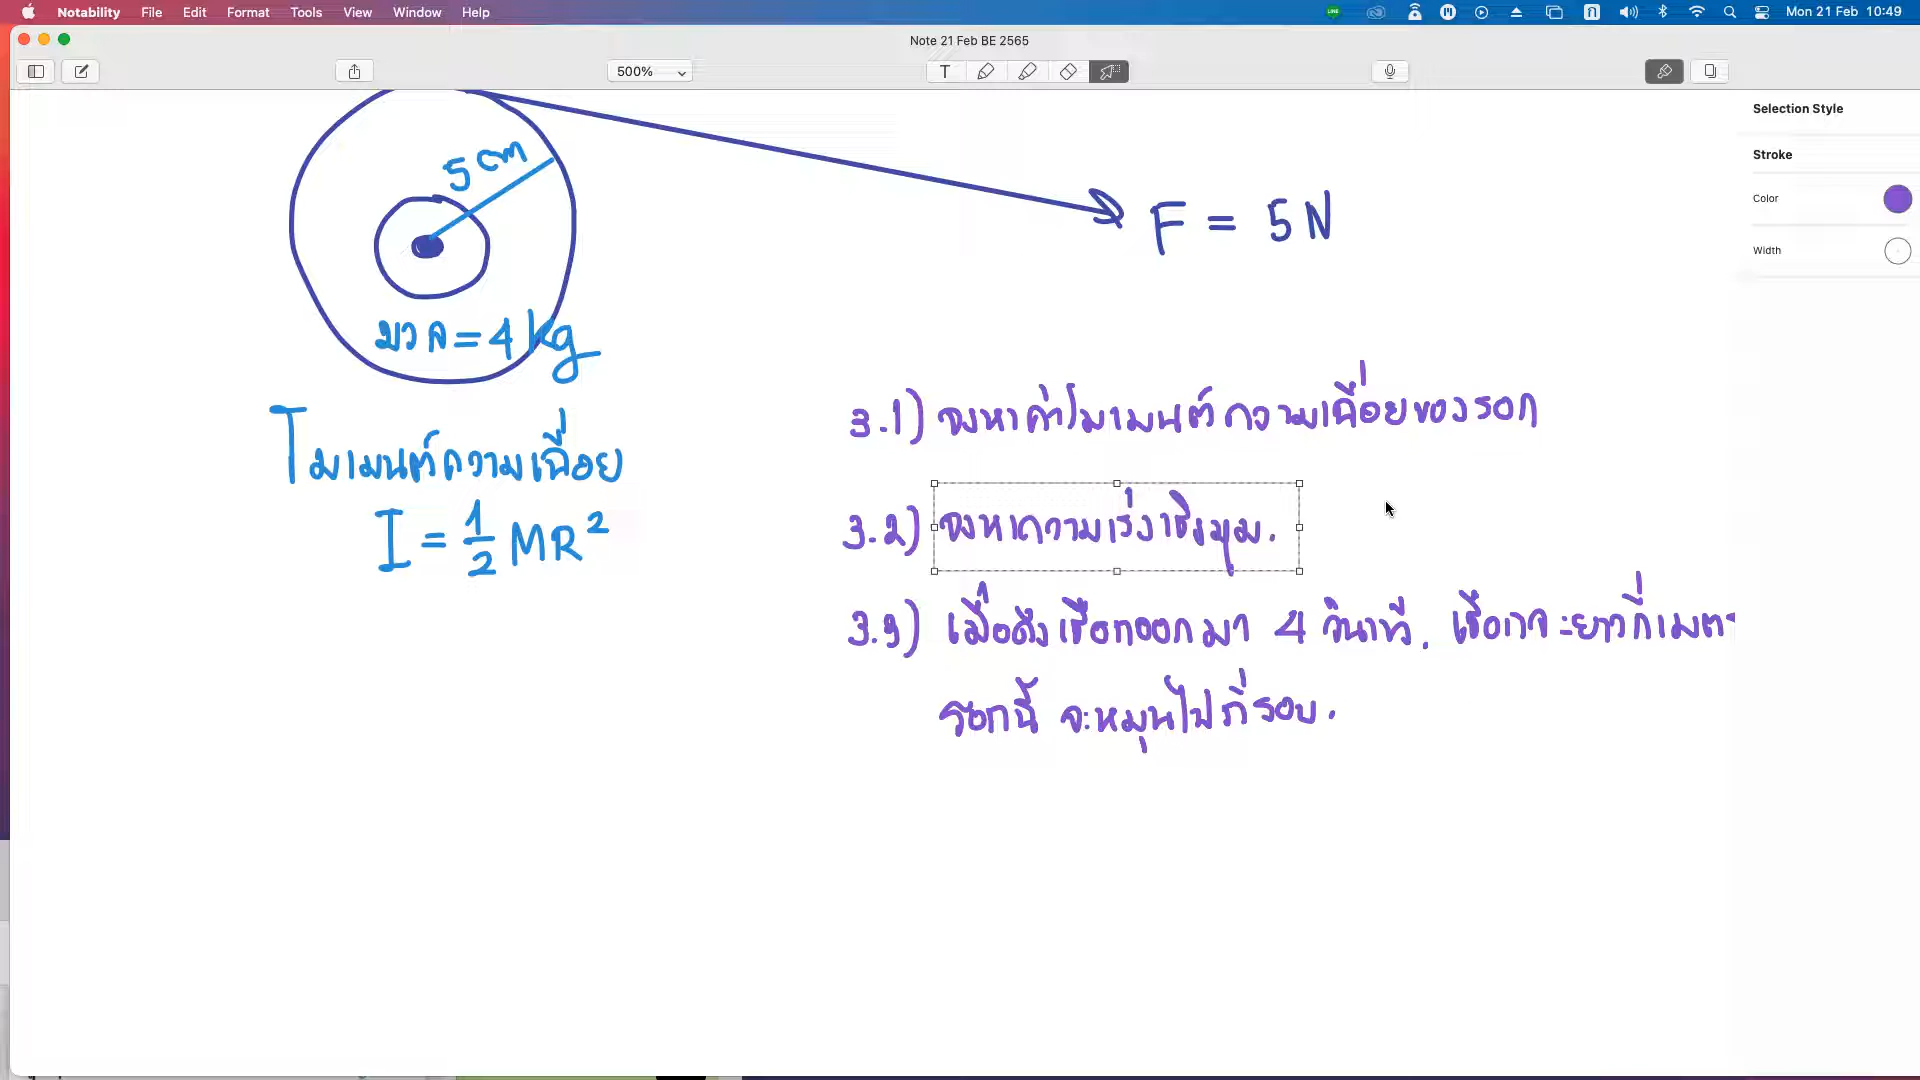 Notability File Edit Format Tools View Window Help Mon 21 Feb 10:49
Note 21 Feb BE 2565
500%
T
Selection Style
Stroke
Color
Width
5 cm
F = 5 N
มวล = 4 kg
3.1) จงหาค่าโมเมนต์ความเฉื่อยของรอก
โมเมนต์ความเฉื่อย
I = 1/2 MR²
3.2) จงหาความเร่งเชิงมุม.
3.3) เมื่อดึงเชือกออกมา 4 วินาที. เชือกจะยาวกี่เมตร
รอกนี้ จะหมุนไปกี่รอบ.